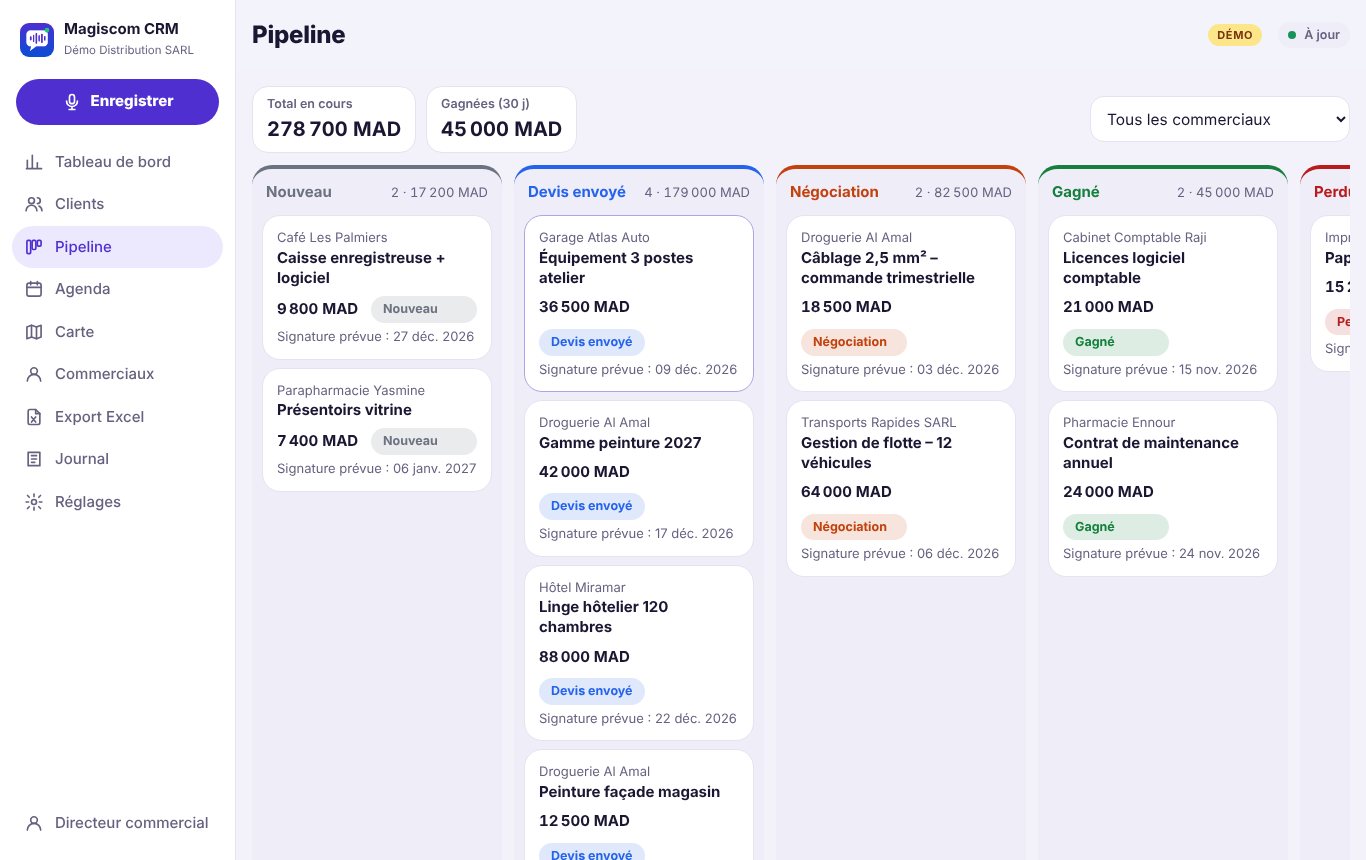 Magiscom CRM
Démo Distribution SARL
Enregistrer
Tableau de bord
Clients
Pipeline
Agenda
Carte
Commerciaux
Export Excel
Journal
Réglages
Directeur commercial
Pipeline
DÉMO
À jour
Total en cours
278 700 MAD
Gagnées (30 j)
45 000 MAD
Tous les commerciaux
Nouveau 2 · 17 200 MAD
Café Les Palmiers
Caisse enregistreuse +
logiciel
9 800 MAD Nouveau
Signature prévue : 27 déc. 2026
Parapharmacie Yasmine
Présentoirs vitrine
7 400 MAD Nouveau
Signature prévue : 06 janv. 2027
Devis envoyé 4 · 179 000 MAD
Garage Atlas Auto
Équipement 3 postes
atelier
36 500 MAD
Devis envoyé
Signature prévue : 09 déc. 2026
Droguerie Al Amal
Gamme peinture 2027
42 000 MAD
Devis envoyé
Signature prévue : 17 déc. 2026
Hôtel Miramar
Linge hôtelier 120
chambres
88 000 MAD
Devis envoyé
Signature prévue : 22 déc. 2026
Droguerie Al Amal
Peinture façade magasin
12 500 MAD
Devis envoyé
Négociation 2 · 82 500 MAD
Droguerie Al Amal
Câblage 2,5 mm² –
commande trimestrielle
18 500 MAD
Négociation
Signature prévue : 03 déc. 2026
Transports Rapides SARL
Gestion de flotte – 12
véhicules
64 000 MAD
Négociation
Signature prévue : 06 déc. 2026
Gagné 2 · 45 000 MAD
Cabinet Comptable Raji
Licences logiciel
comptable
21 000 MAD
Gagné
Signature prévue : 15 nov. 2026
Pharmacie Ennour
Contrat de maintenance
annuel
24 000 MAD
Gagné
Signature prévue : 24 nov. 2026